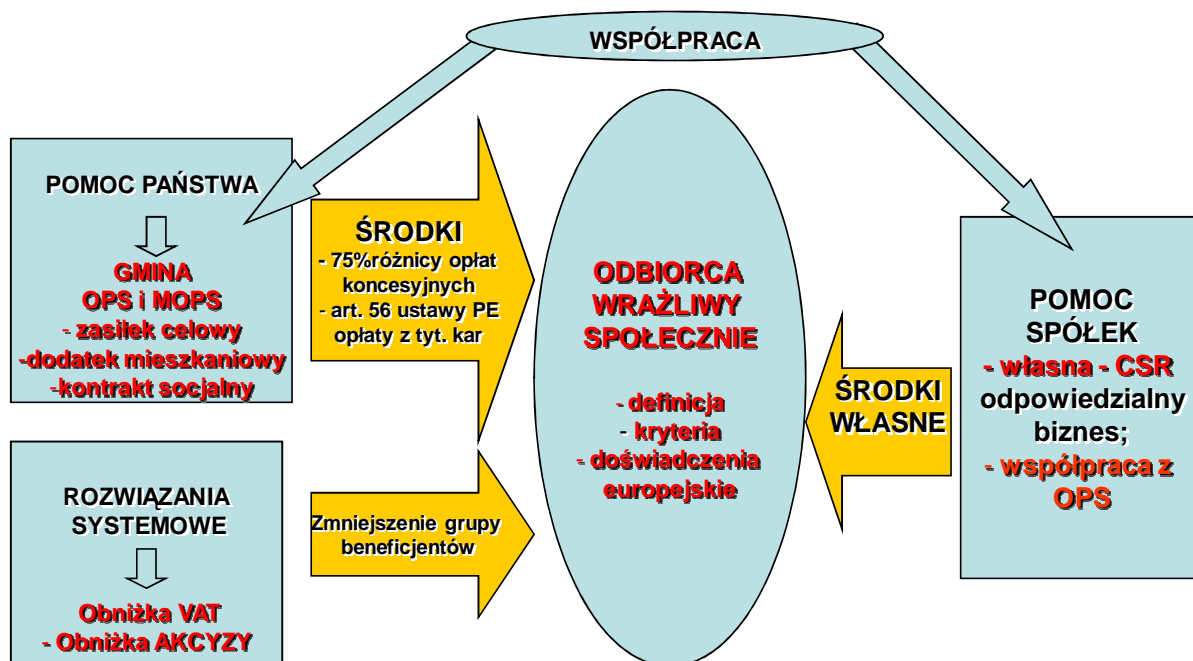 WSPÓŁPRACA
POMOC PAŃSTWA
GMINA
OPS i MOPS
- zasiłek celowy
-dodatek mieszkaniowy
-kontrakt socjalny
ŚRODKI
- 75%różnicy opłat
koncesyjnych
- art. 56 ustawy PE
opłaty z tyt. kar
ODBIORCA
WRAŻLIWY
SPOŁECZNIE
- definicja
- kryteria
- doświadczenia
europejskie
ŚRODKI
WŁASNE
POMOC
SPÓŁEK
- własna - CSR
odpowiedzialny
biznes;
- współpraca z
OPS
ROZWIĄZANIA
SYSTEMOWE
Obniżka VAT
- Obniżka AKCYZY
Zmniejszenie grupy
beneficjentów